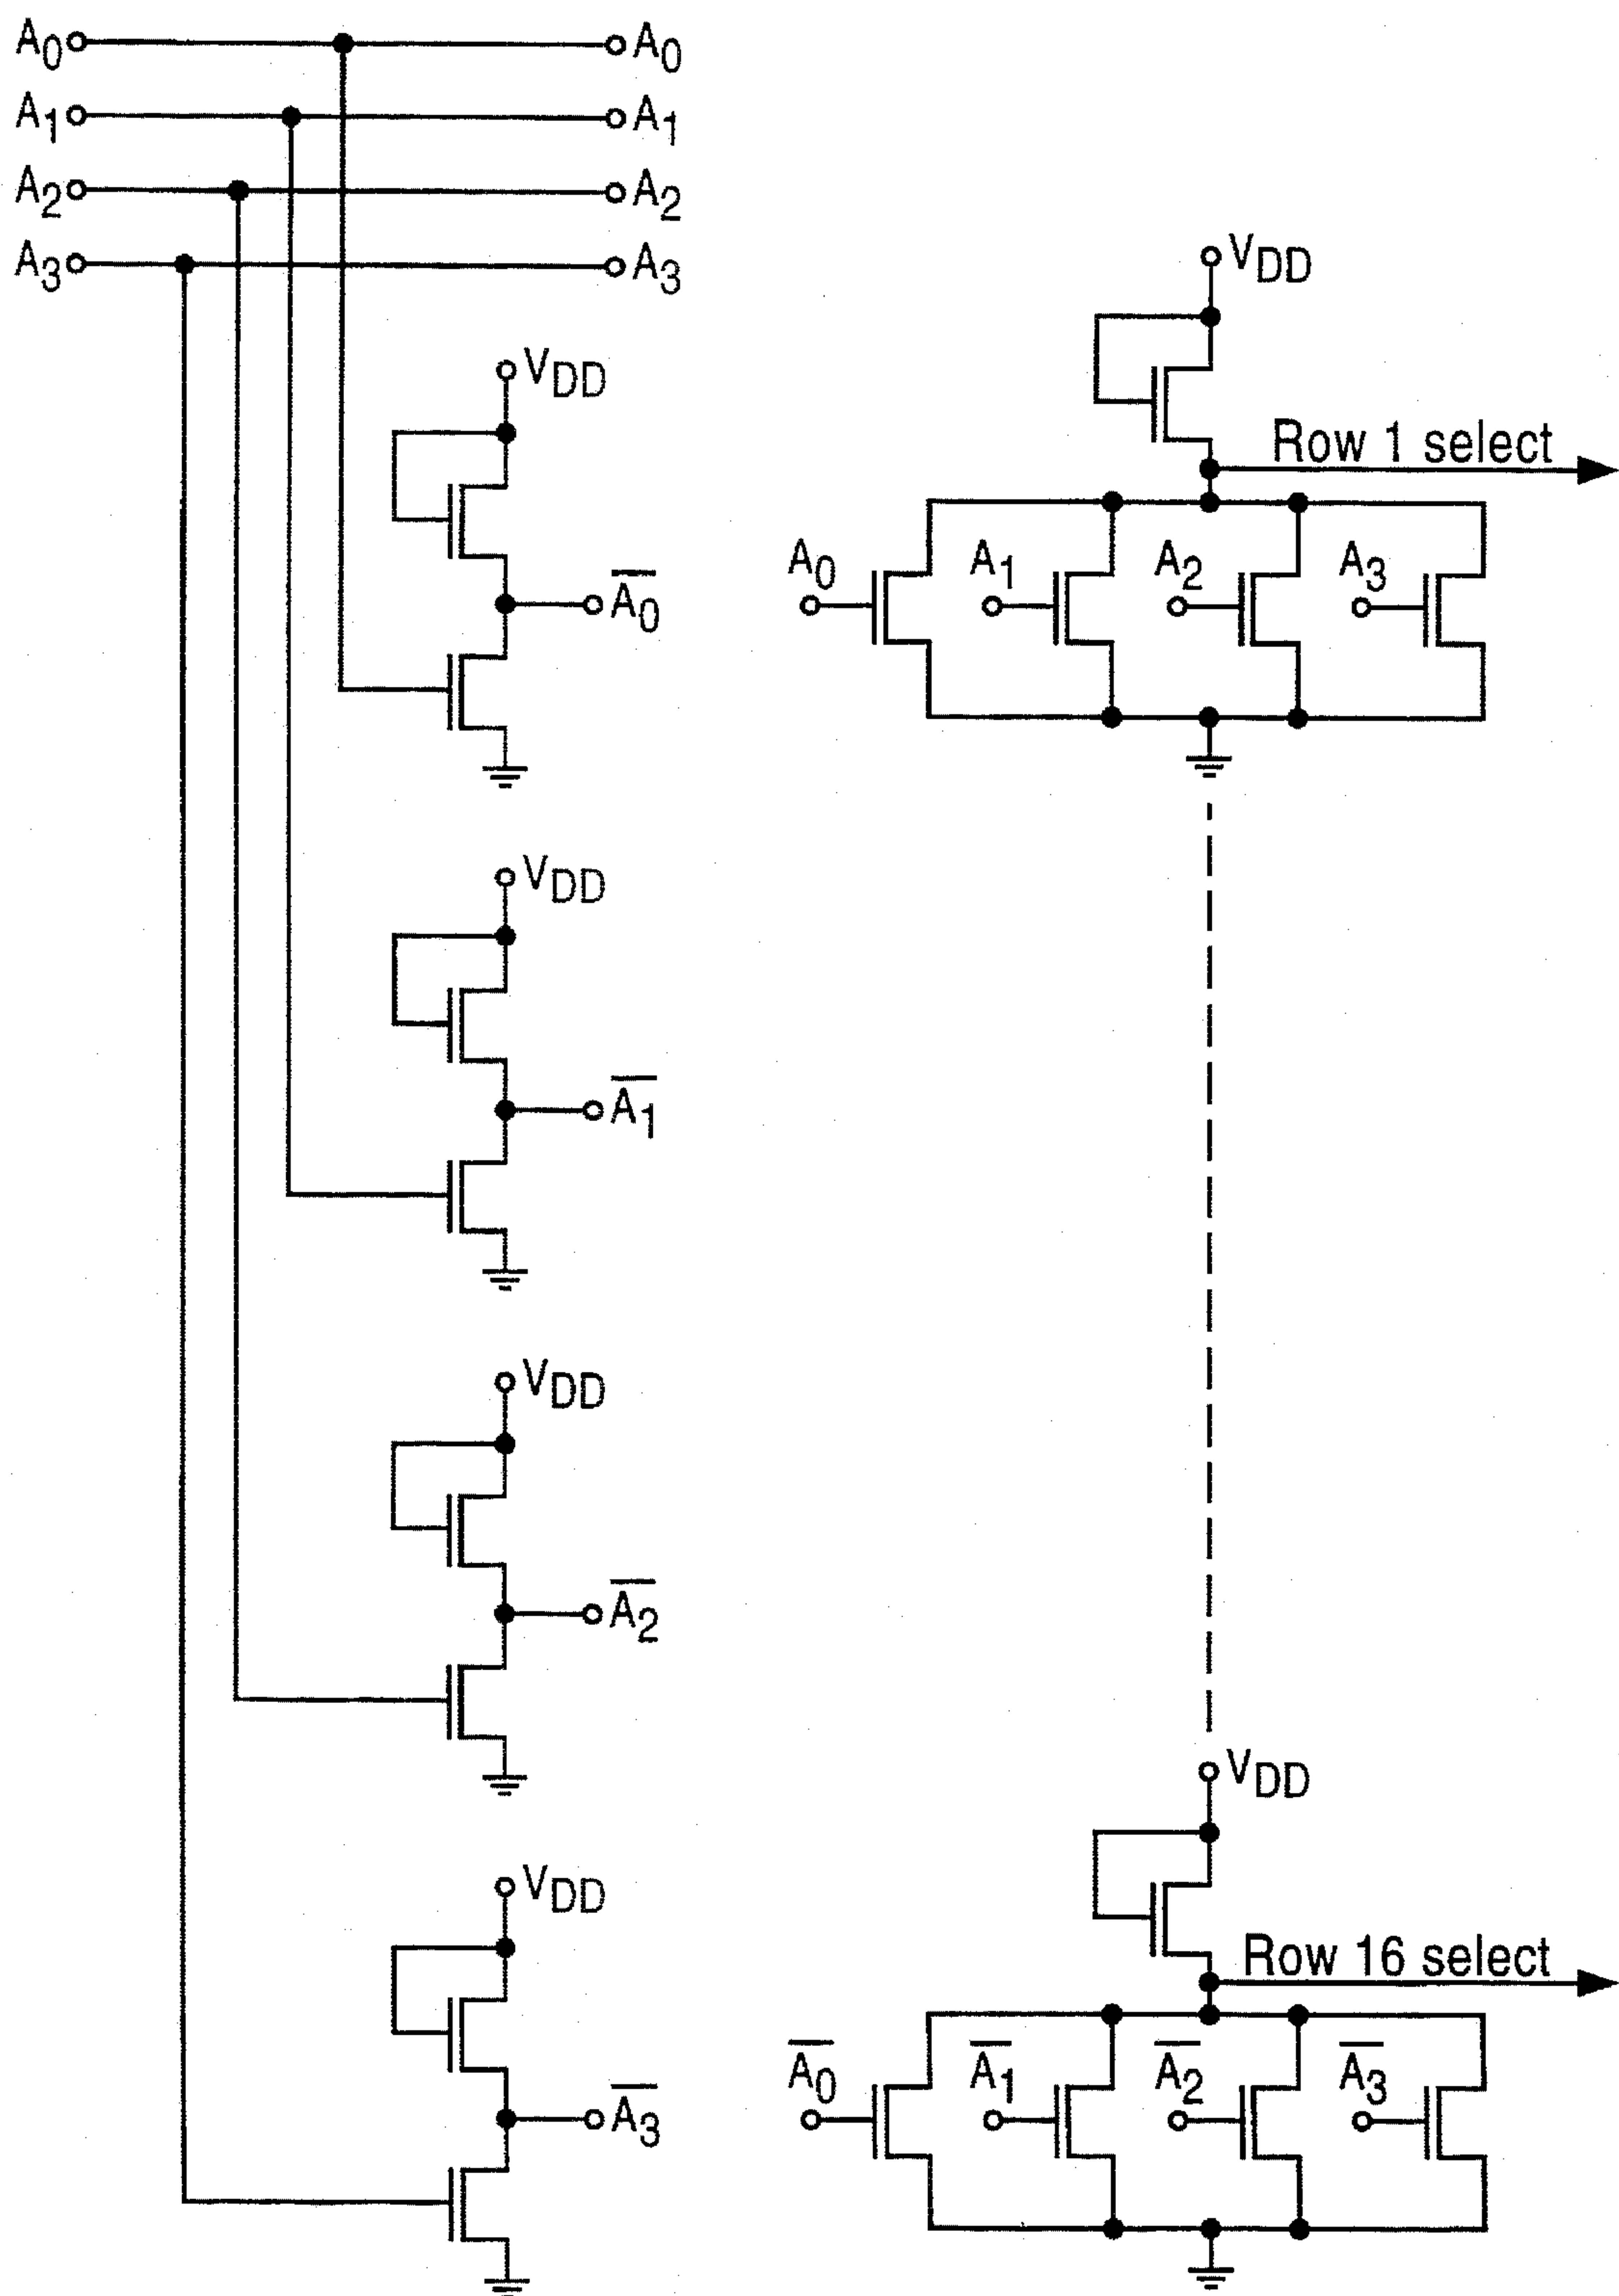 A0 A0
A1 A1
A2 A2
A3 A3
VDD
VDD
Row 1 select
A0 A1 A2 A3
A̅0̅
VDD
A̅1̅
VDD
A̅2̅
VDD
VDD
Row 16 select
A̅0̅ A̅1̅ A̅2̅ A̅3̅
A̅3̅